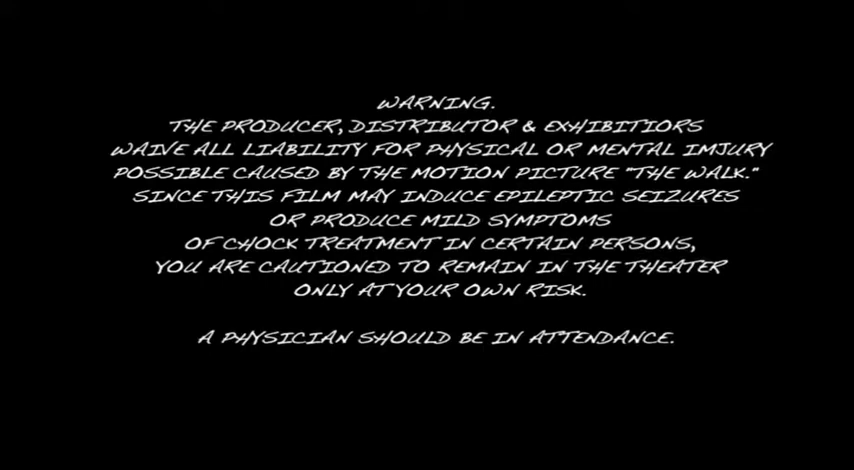 WARNING.
THE PRODUCER, DISTRIBUTOR & EXHIBITIORS
WAIVE ALL LIABILITY FOR PHYSICAL OR MENTAL IMJURY
POSSIBLE CAUSED BY THE MOTION PICTURE "THE WALK."
SINCE THIS FILM MAY INDUCE EPILEPTIC SEIZURES
OR PRODUCE MILD SYMPTOMS
OF CHOCK TREATMENT IN CERTAIN PERSONS,
YOU ARE CAUTIONED TO REMAIN IN THE THEATER
ONLY AT YOUR OWN RISK.
A PHYSICIAN SHOULD BE IN ATTENDANCE.